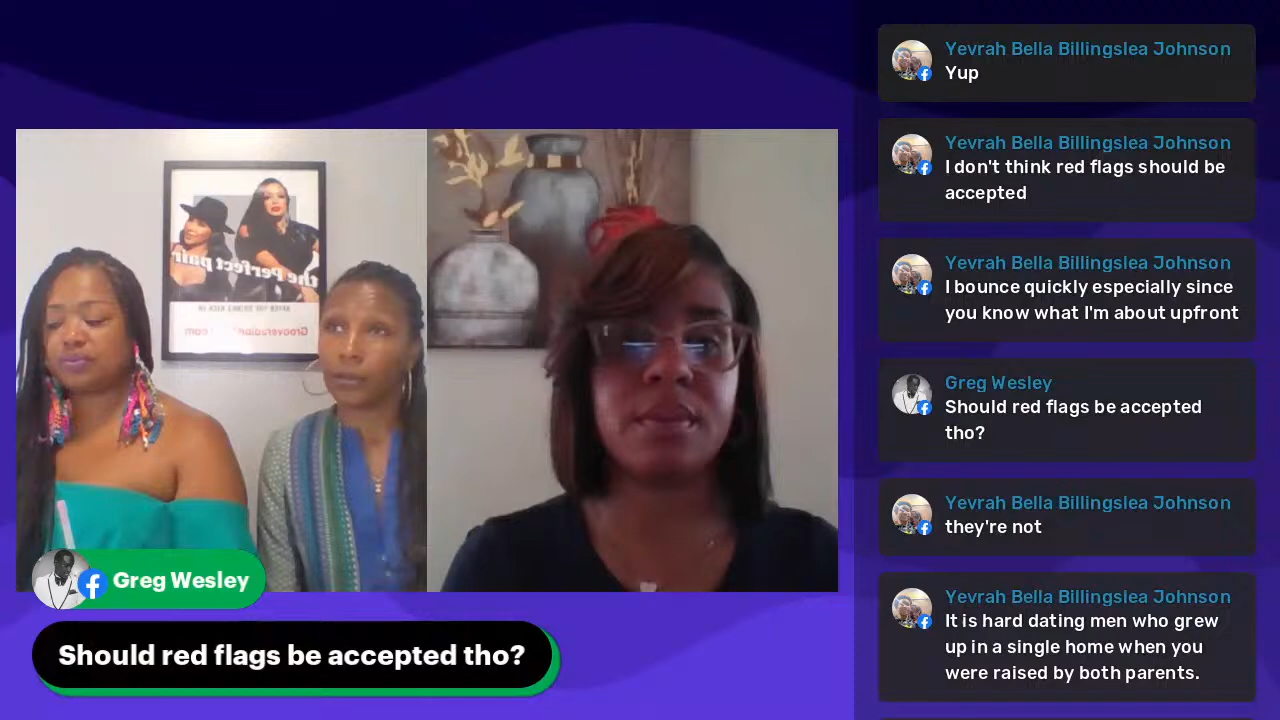 the Perfect pair
Greg Wesley
Should red flags be accepted tho?
Yevrah Bella Billingslea Johnson
Yup
Yevrah Bella Billingslea Johnson
I don't think red flags should be
accepted
Yevrah Bella Billingslea Johnson
I bounce quickly especially since
you know what I'm about upfront
Greg Wesley
Should red flags be accepted
tho?
Yevrah Bella Billingslea Johnson
they're not
Yevrah Bella Billingslea Johnson
It is hard dating men who grew
up in a single home when you
were raised by both parents.